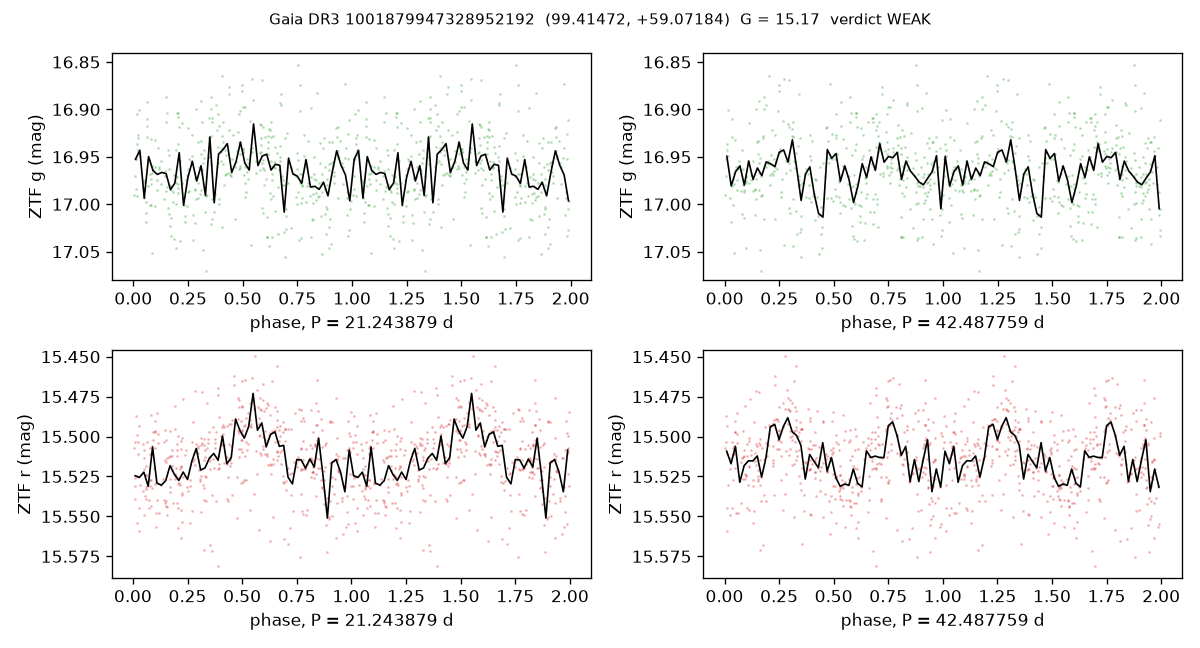 Gaia DR3 1001879947328952192  (99.41472, +59.07184)  G = 15.17  verdict WEAK
ZTF g (mag)
16.85
16.90
16.95
17.00
17.05
0.00 0.25 0.50 0.75 1.00 1.25 1.50 1.75 2.00
phase, P = 21.243879 d
ZTF g (mag)
16.85
16.90
16.95
17.00
17.05
0.00 0.25 0.50 0.75 1.00 1.25 1.50 1.75 2.00
phase, P = 42.487759 d
ZTF r (mag)
15.450
15.475
15.500
15.525
15.550
15.575
0.00 0.25 0.50 0.75 1.00 1.25 1.50 1.75 2.00
phase, P = 21.243879 d
ZTF r (mag)
15.450
15.475
15.500
15.525
15.550
15.575
0.00 0.25 0.50 0.75 1.00 1.25 1.50 1.75 2.00
phase, P = 42.487759 d